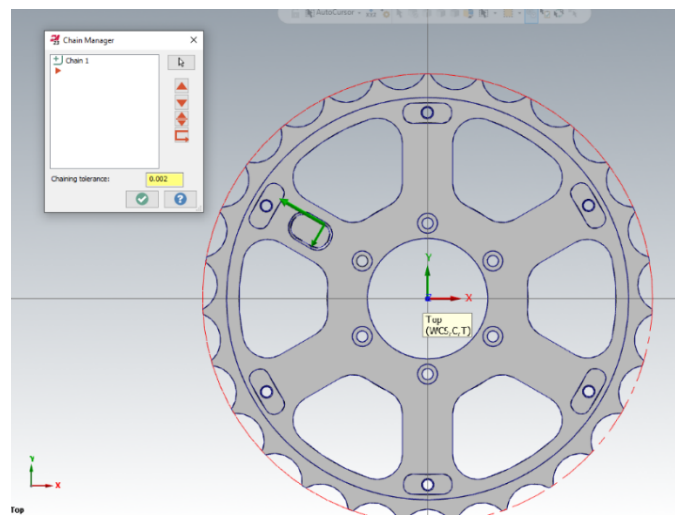 AutoCursor
Chain Manager
Chain 1
Chaining tolerance:
0.002
Y
X
Top
(WCS,C,T)
Y
X
Top